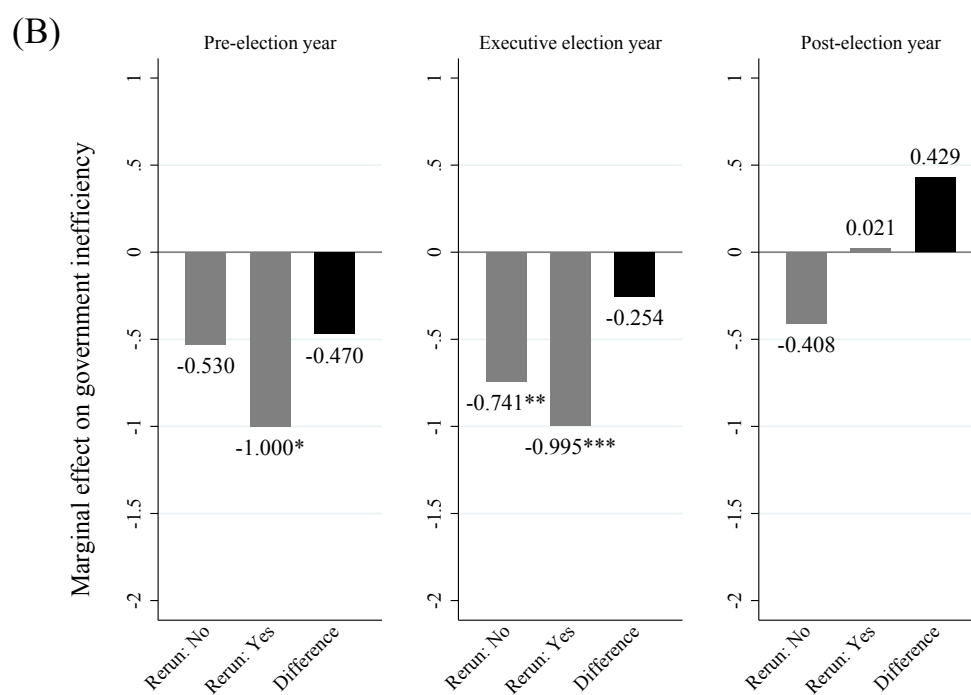 (B)
Pre-election year
Executive election year
Post-election year
Marginal effect on government inefficiency
1
.5
0
-.5
-1
-1.5
-2
-0.530
-1.000*
-0.470
Rerun: No
Rerun: Yes
Difference
1
.5
0
-.5
-1
-1.5
-2
-0.741**
-0.995***
-0.254
Rerun: No
Rerun: Yes
Difference
1
.5
0
-.5
-1
-1.5
-2
-0.408
0.021
0.429
Rerun: No
Rerun: Yes
Difference